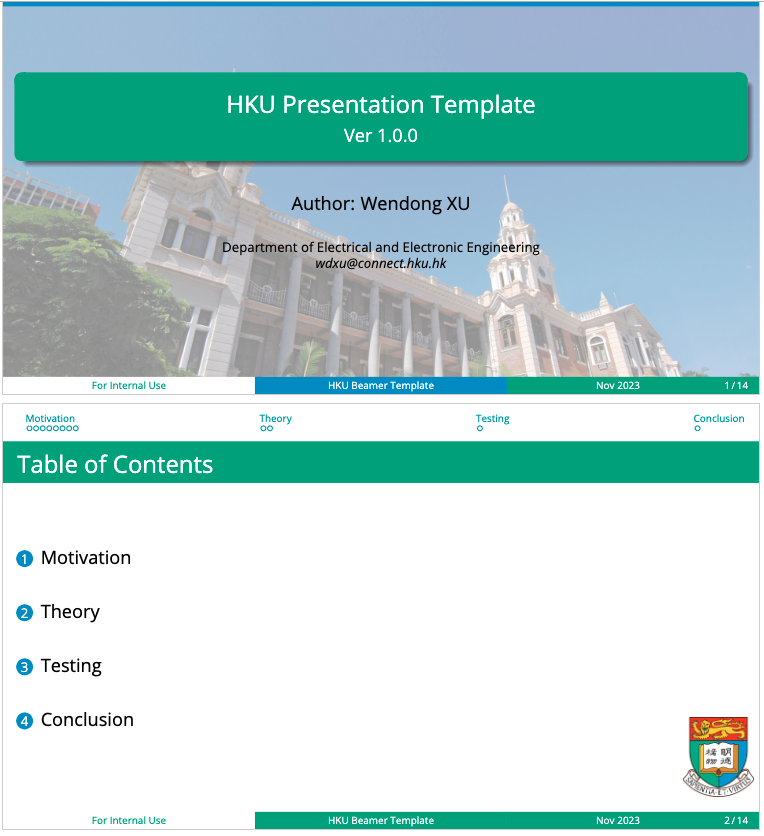 HKU Presentation Template
Ver 1.0.0
Author: Wendong XU
Department of Electrical and Electronic Engineering
wdxu@connect.hku.hk
For Internal Use HKU Beamer Template Nov 2023 1 / 14
Motivation Theory Testing Conclusion
Table of Contents
1 Motivation
2 Theory
3 Testing
4 Conclusion
SAPIENTIA·ET·VIRTUS
For Internal Use HKU Beamer Template Nov 2023 2 / 14